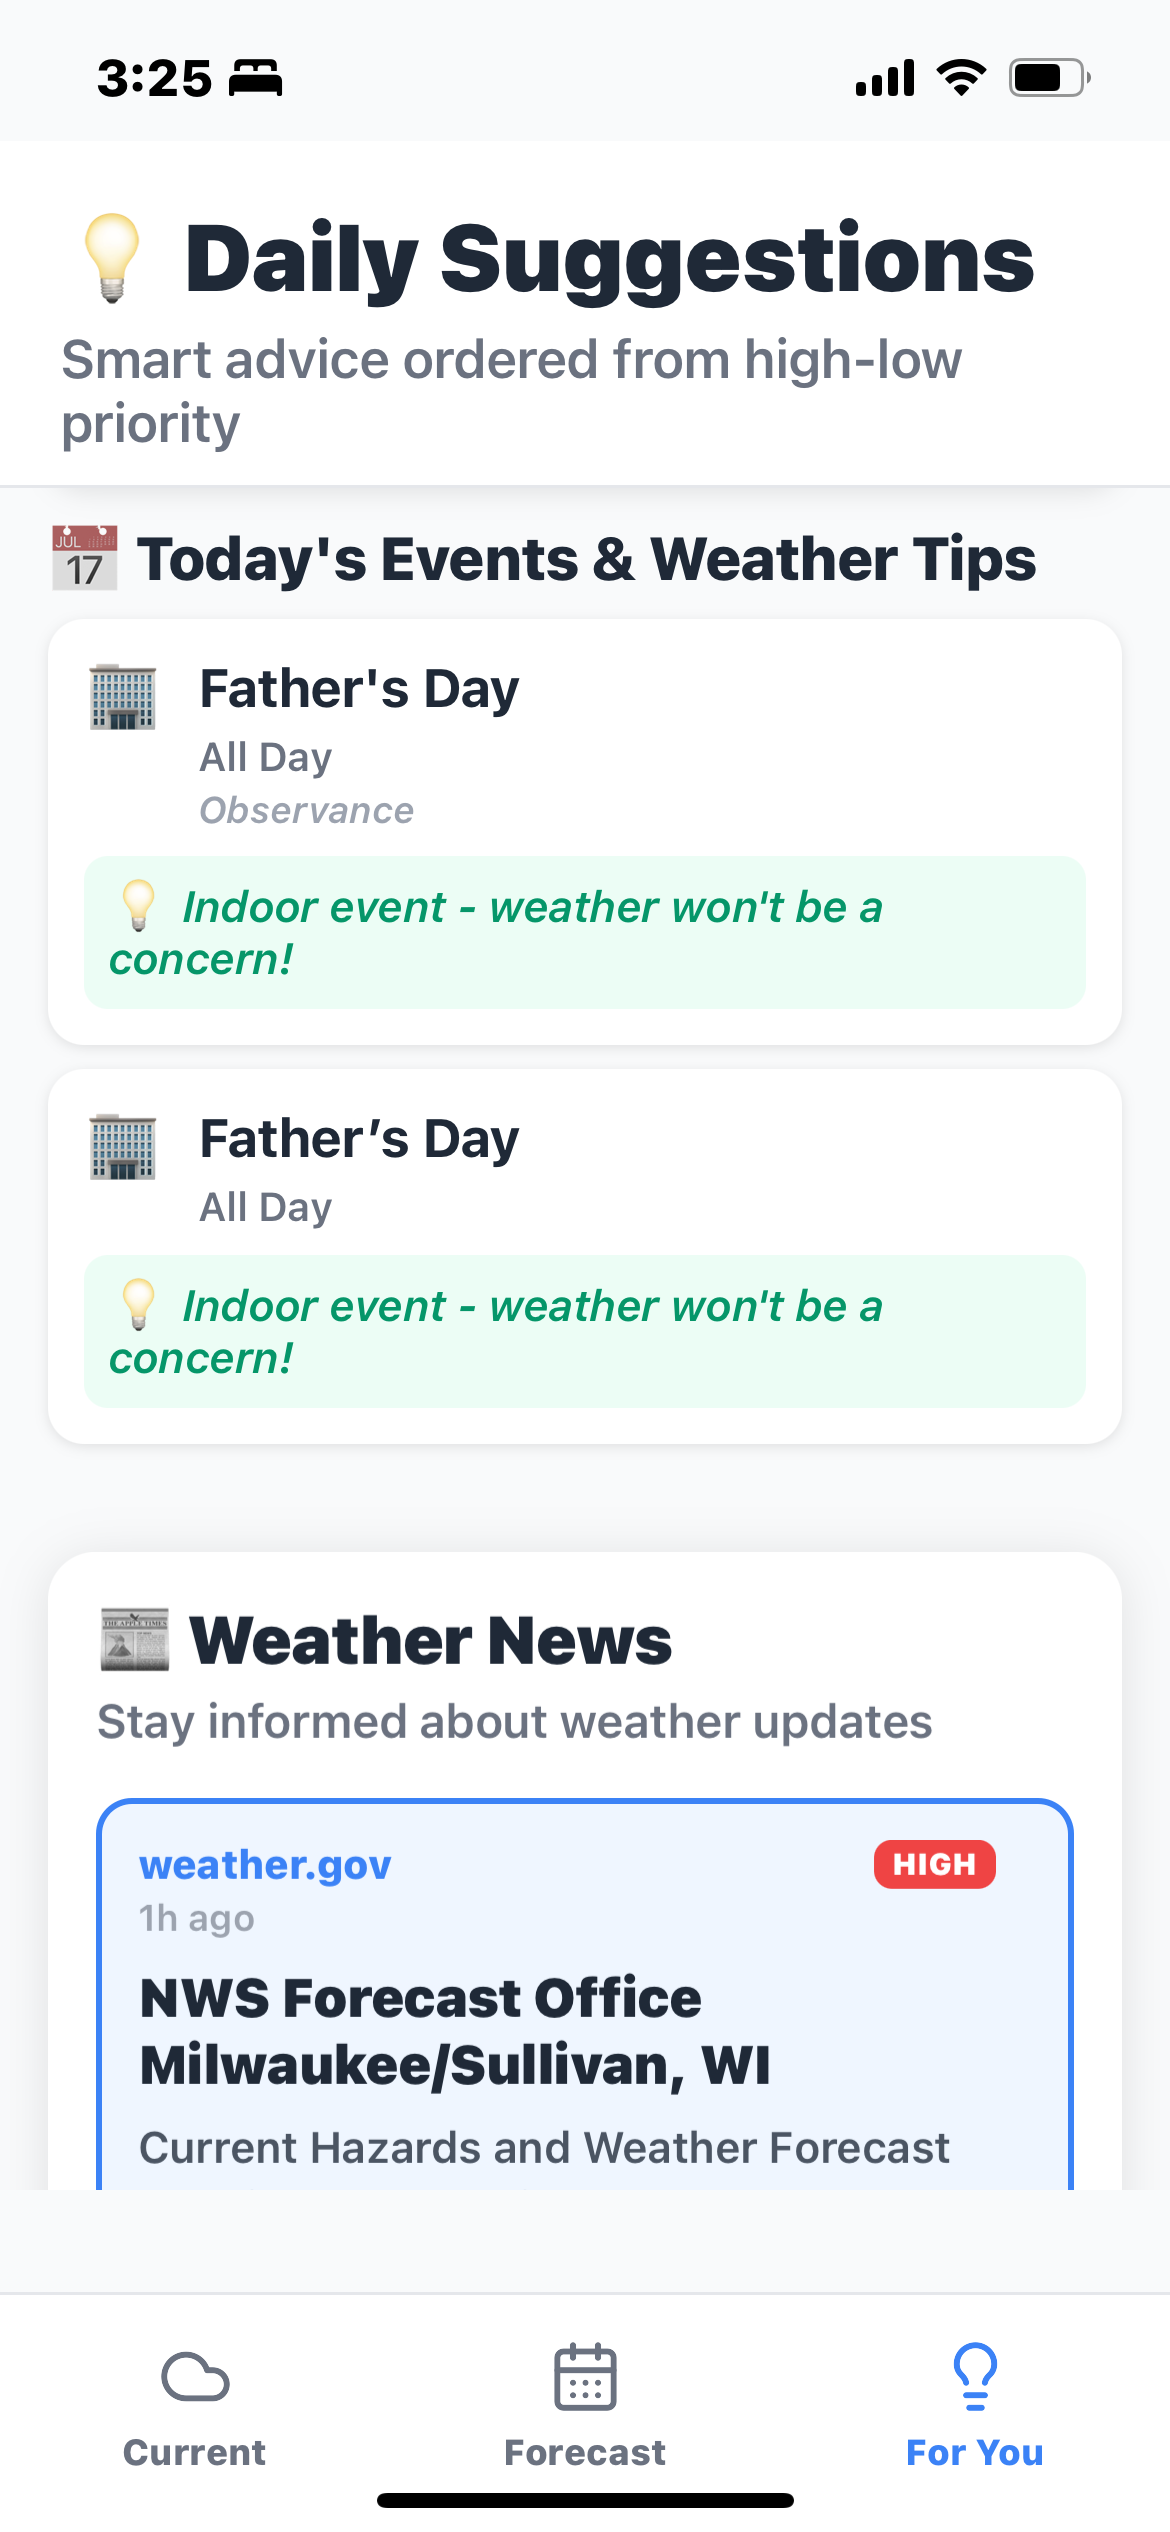 3:25
Daily Suggestions
Smart advice ordered from high-low
priority
JUL
17
Today's Events & Weather Tips
Father's Day
All Day
Observance
Indoor event - weather won't be a
concern!
Father’s Day
All Day
Indoor event - weather won't be a
concern!
THE APPLE TIMES
Weather News
Stay informed about weather updates
weather.gov
HIGH
1h ago
NWS Forecast Office
Milwaukee/Sullivan, WI
Current Hazards and Weather Forecast
Current
Forecast
For You